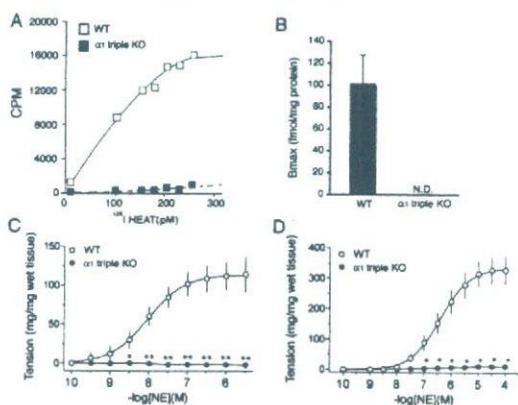 A
20000
16000
12000
8000
4000
0
CPM
WT
α1 triple KO
0 100 200 300
125I HEAT(pM)
B
140
120
100
80
60
40
20
0
Bmax (fmol/mg protein)
N.D.
WT α1 triple KO
C
WT
α1 triple KO
150
100
50
0
Tension (mg/mg wet tissue)
* ** ** ** ** ** **
10 9 8 7 6
-log[NE](M)
D
WT
α1 triple KO
400
300
200
100
0
Tension (mg/mg wet tissue)
* * * * * * *
10 9 8 7 6 5 4
-log[NE](M)